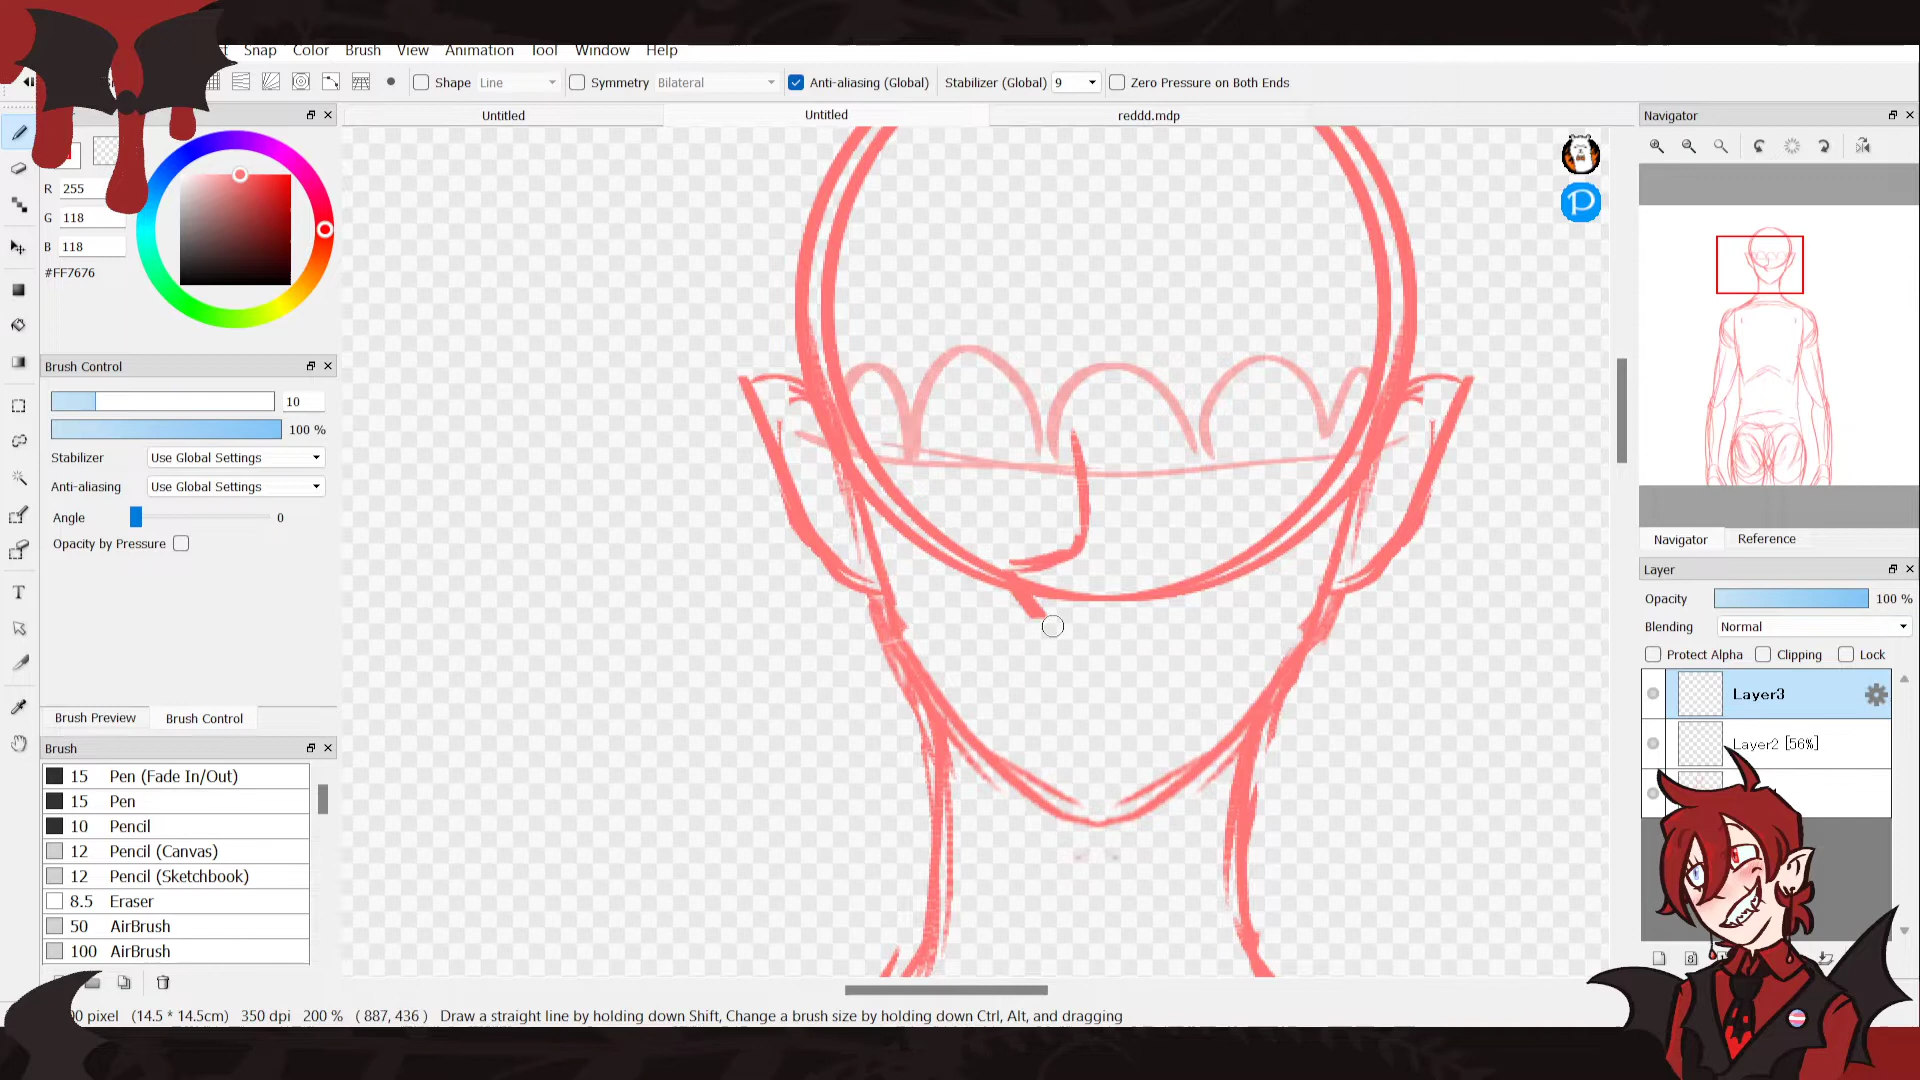 Snap Color Brush View Animation Tool Window Help
Shape Line Symmetry Bilateral Anti-aliasing (Global) Stabilizer (Global) 9 Zero Pressure on Both Ends
Untitled Untitled reddd.mdp
R 255
G 118
B 118
#FF7676
Brush Control
10
100 %
Stabilizer Use Global Settings
Anti-aliasing Use Global Settings
Angle 0
Opacity by Pressure
Brush Preview Brush Control
Brush
15 Pen (Fade In/Out)
15 Pen
10 Pencil
12 Pencil (Canvas)
12 Pencil (Sketchbook)
8.5 Eraser
50 AirBrush
100 AirBrush
T
P
Navigator
Navigator Reference
Layer
Opacity 100 %
Blending Normal
Protect Alpha Clipping Lock
Layer3
Layer2 [56%]
8
pixel (14.5 * 14.5cm) 350 dpi 200 % ( 887, 436 ) Draw a straight line by holding down Shift, Change a brush size by holding down Ctrl, Alt, and dragging